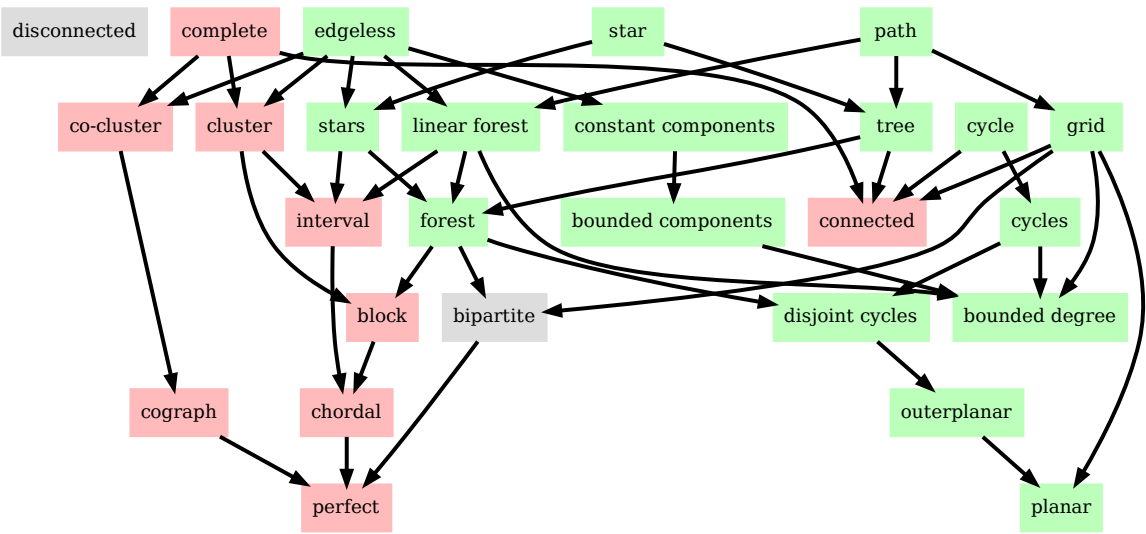 disconnected
complete
edgeless
star
path
co-cluster
cluster
stars
linear forest
constant components
tree
cycle
grid
interval
forest
bounded components
connected
cycles
block
bipartite
disjoint cycles
bounded degree
cograph
chordal
outerplanar
perfect
planar